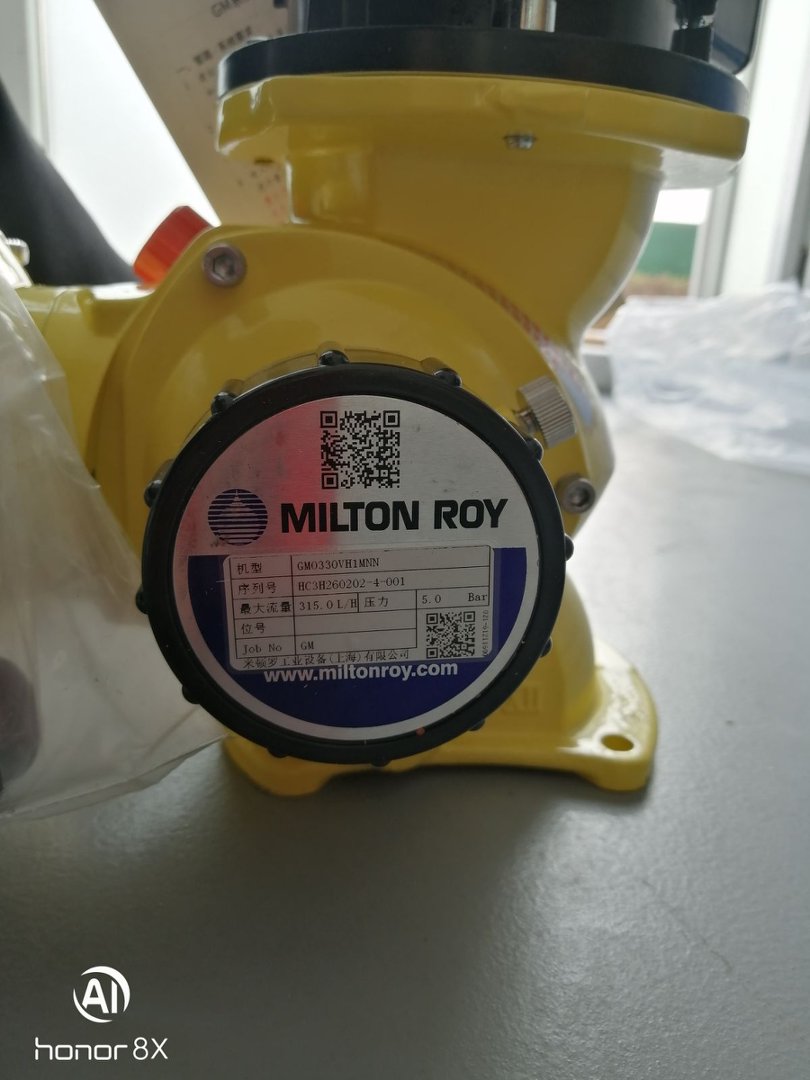 MILTON ROY
机型 GM0330VH1MNN
序列号 HC3H260202-4-001
最大流量 315.0 L/H 压力 5.0 Bar
位号
Job No GM
米顿罗工业设备(上海)有限公司
www.miltonroy.com
AI
honor 8X